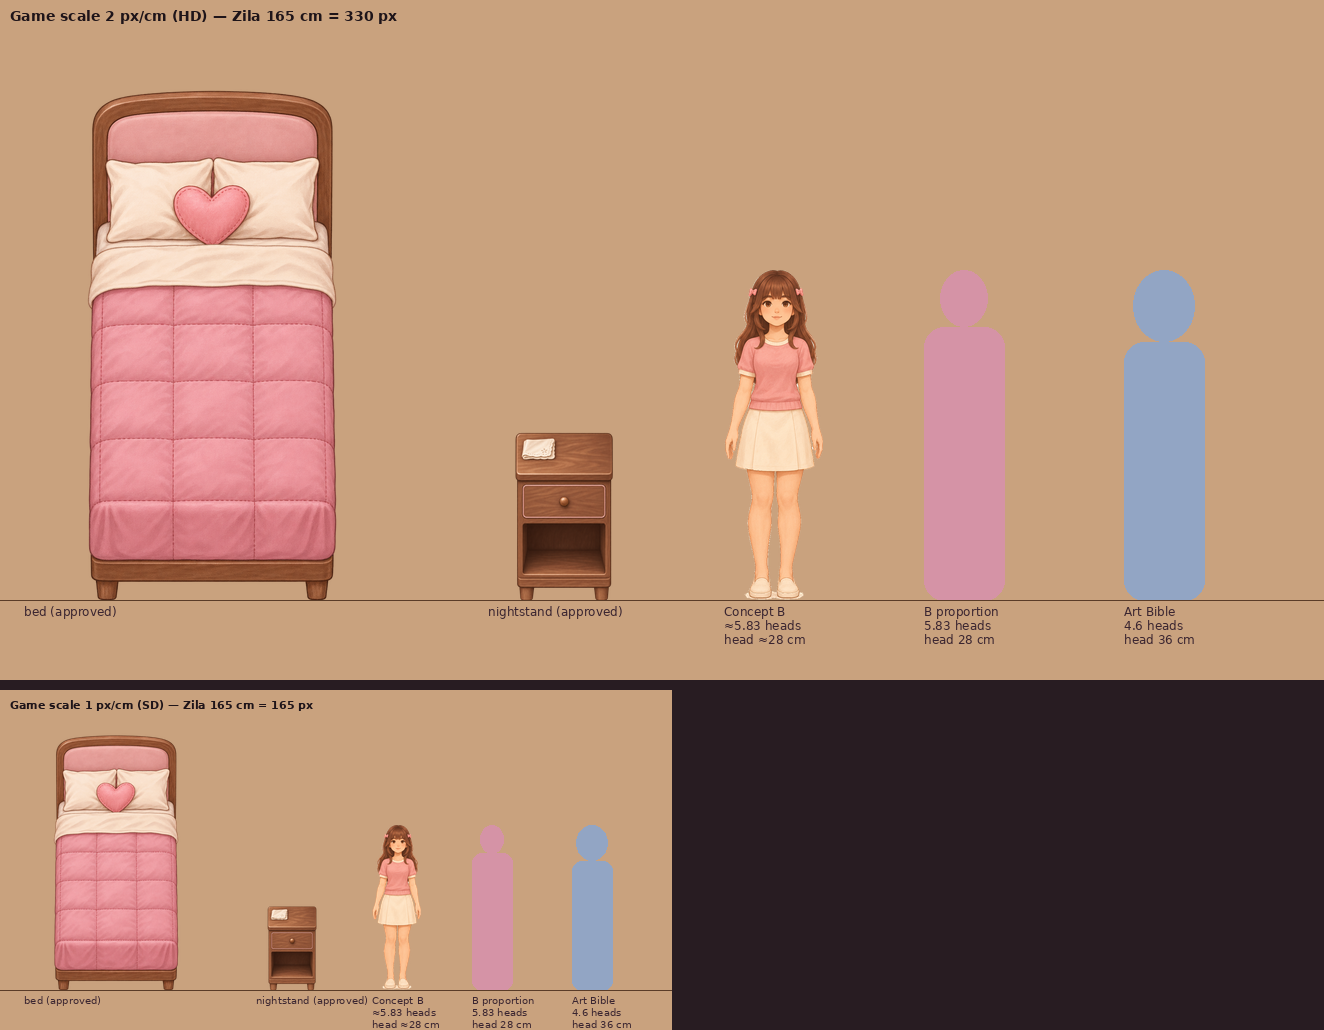 Game scale 2 px/cm (HD) — Zila 165 cm = 330 px
bed (approved)
nightstand (approved)
Concept B
≈5.83 heads
head ≈28 cm
B proportion
5.83 heads
head 28 cm
Art Bible
4.6 heads
head 36 cm
Game scale 1 px/cm (SD) — Zila 165 cm = 165 px
bed (approved)
nightstand (approved)
Concept B
≈5.83 heads
head ≈28 cm
B proportion
5.83 heads
head 28 cm
Art Bible
4.6 heads
head 36 cm